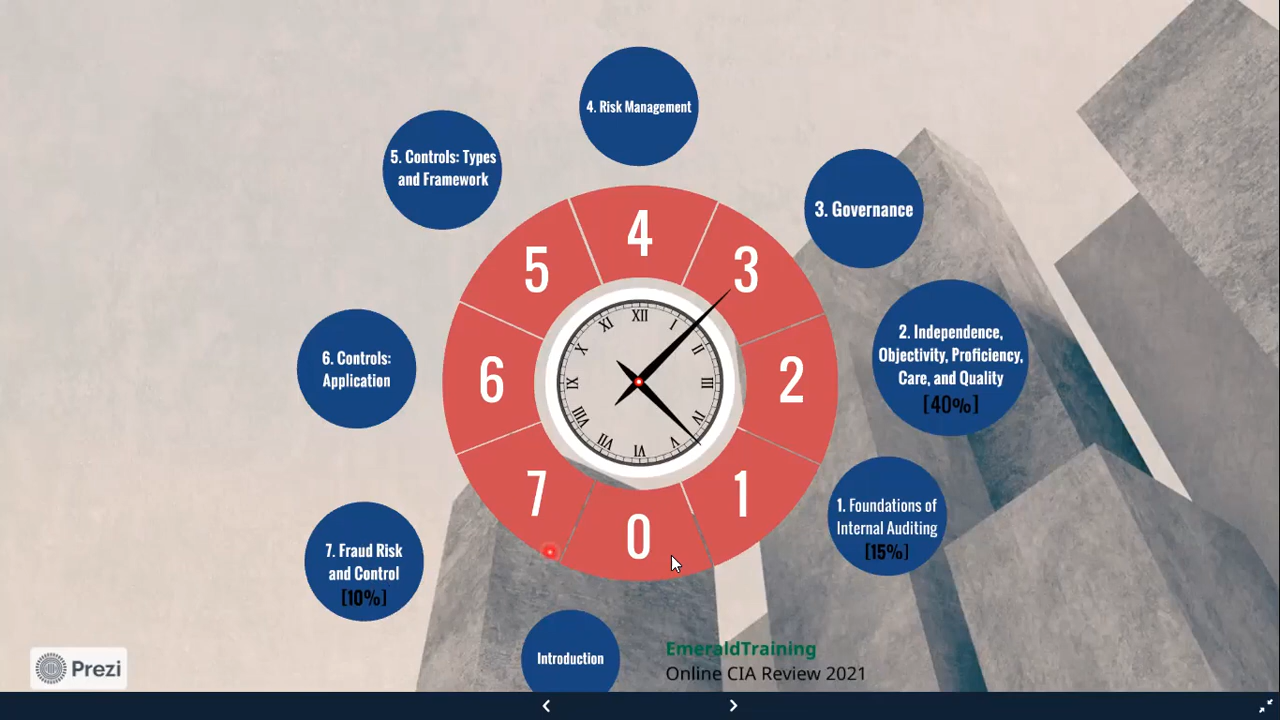 4. Risk Management
5. Controls: Types
and Framework
3. Governance
4
5
3
2. Independence,
Objectivity, Proficiency,
Care, and Quality
[40%]
6. Controls:
Application
6
XII
I
II
III
IV
V
VI
VII
VIII
IX
X
XI
2
7
1
0
1. Foundations of
Internal Auditing
[15%]
7. Fraud Risk
and Control
[10%]
Introduction
EmeraldTraining
Online CIA Review 2021
Prezi